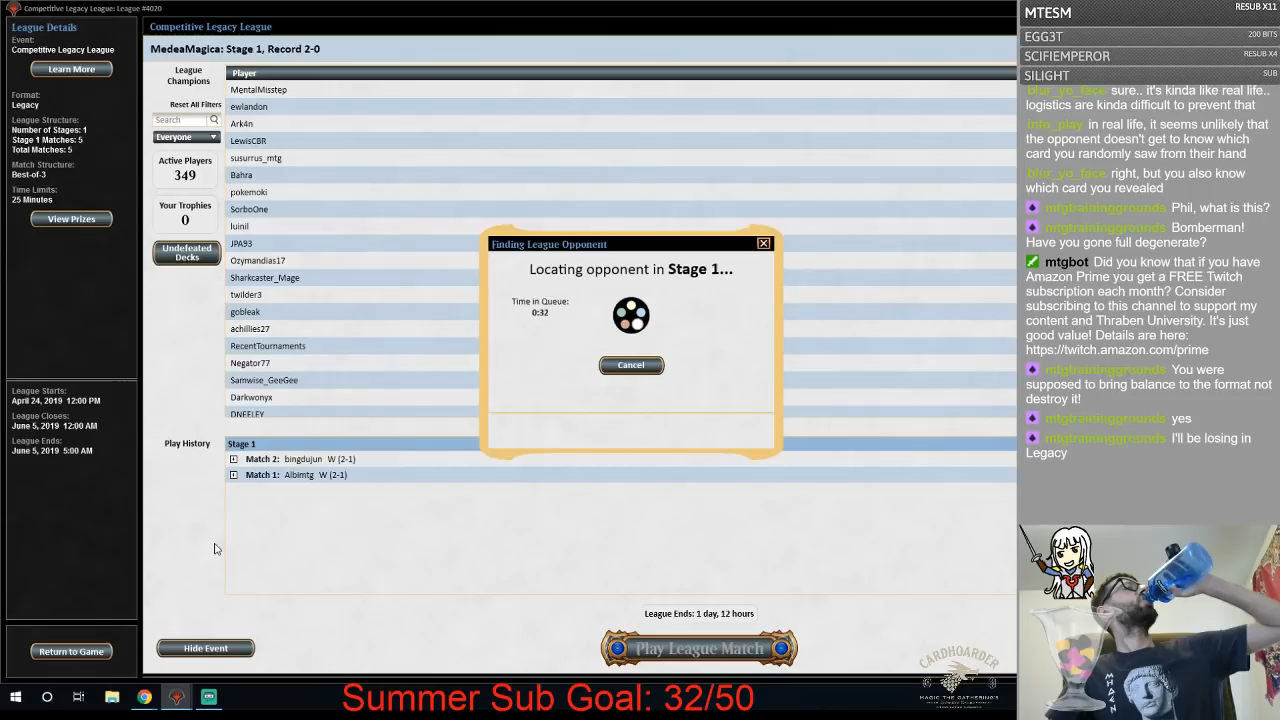 Competitive Legacy League: League #4020
League Details
Event:
Competitive Legacy League
Learn More
Format:
Legacy
League Structure:
Number of Stages: 1
Stage 1 Matches: 5
Total Matches: 5
Match Structure:
Best-of-3
Time Limits:
25 Minutes
View Prizes
League Starts:
April 24, 2019 12:00 PM
League Closes:
June 5, 2019 12:00 AM
League Ends:
June 5, 2019 5:00 AM
Return to Game
Competitive Legacy League
MedeaMagica: Stage 1, Record 2-0
League
Champions
Reset All Filters
Search
Everyone
Active Players
349
Your Trophies
0
Undefeated
Decks
Player
MentalMisstep
ewlandon
Ark4n
LewisCBR
susurrus_mtg
Bahra
pokemoki
SorboOne
luinil
JPA93
Ozymandias17
Sharkcaster_Mage
twilder3
gobleak
achillies27
RecentTournaments
Negator77
Samwise_GeeGee
Darkwonyx
DNEELEY
Play History
Stage 1
Match 2: bingdujun W (2-1)
Match 1: Albimtg W (2-1)
Finding League Opponent
Locating opponent in Stage 1...
Time in Queue:
0:32
Cancel
League Ends: 1 day, 12 hours
Hide Event
Play League Match
CARDHOARDER
Summer Sub Goal: 32/50
MTESM RESUB X11
EGG3T 200 BITS
SCIFIEMPEROR RESUB X4
SILIGHT SUB
blur_yo_face sure.. it's kinda like real life..
logistics are kinda difficult to prevent that
into_play in real life, it seems unlikely that
the opponent doesn't get to know which
card you randomly saw from their hand
blur_yo_face right, but you also know
which card you revealed
mtgtraininggrounds Phil, what is this?
mtgtraininggrounds Bomberman!
Have you gone full degenerate?
mtgbot Did you know that if you have
Amazon Prime you get a FREE Twitch
subscription each month? Consider
subscribing to this channel to support my
content and Thraben University. It's just
good value! Details are here:
https://twitch.amazon.com/prime
mtgtraininggrounds You were
supposed to bring balance to the format not
destroy it!
mtgtraininggrounds yes
mtgtraininggrounds I'll be losing in
Legacy